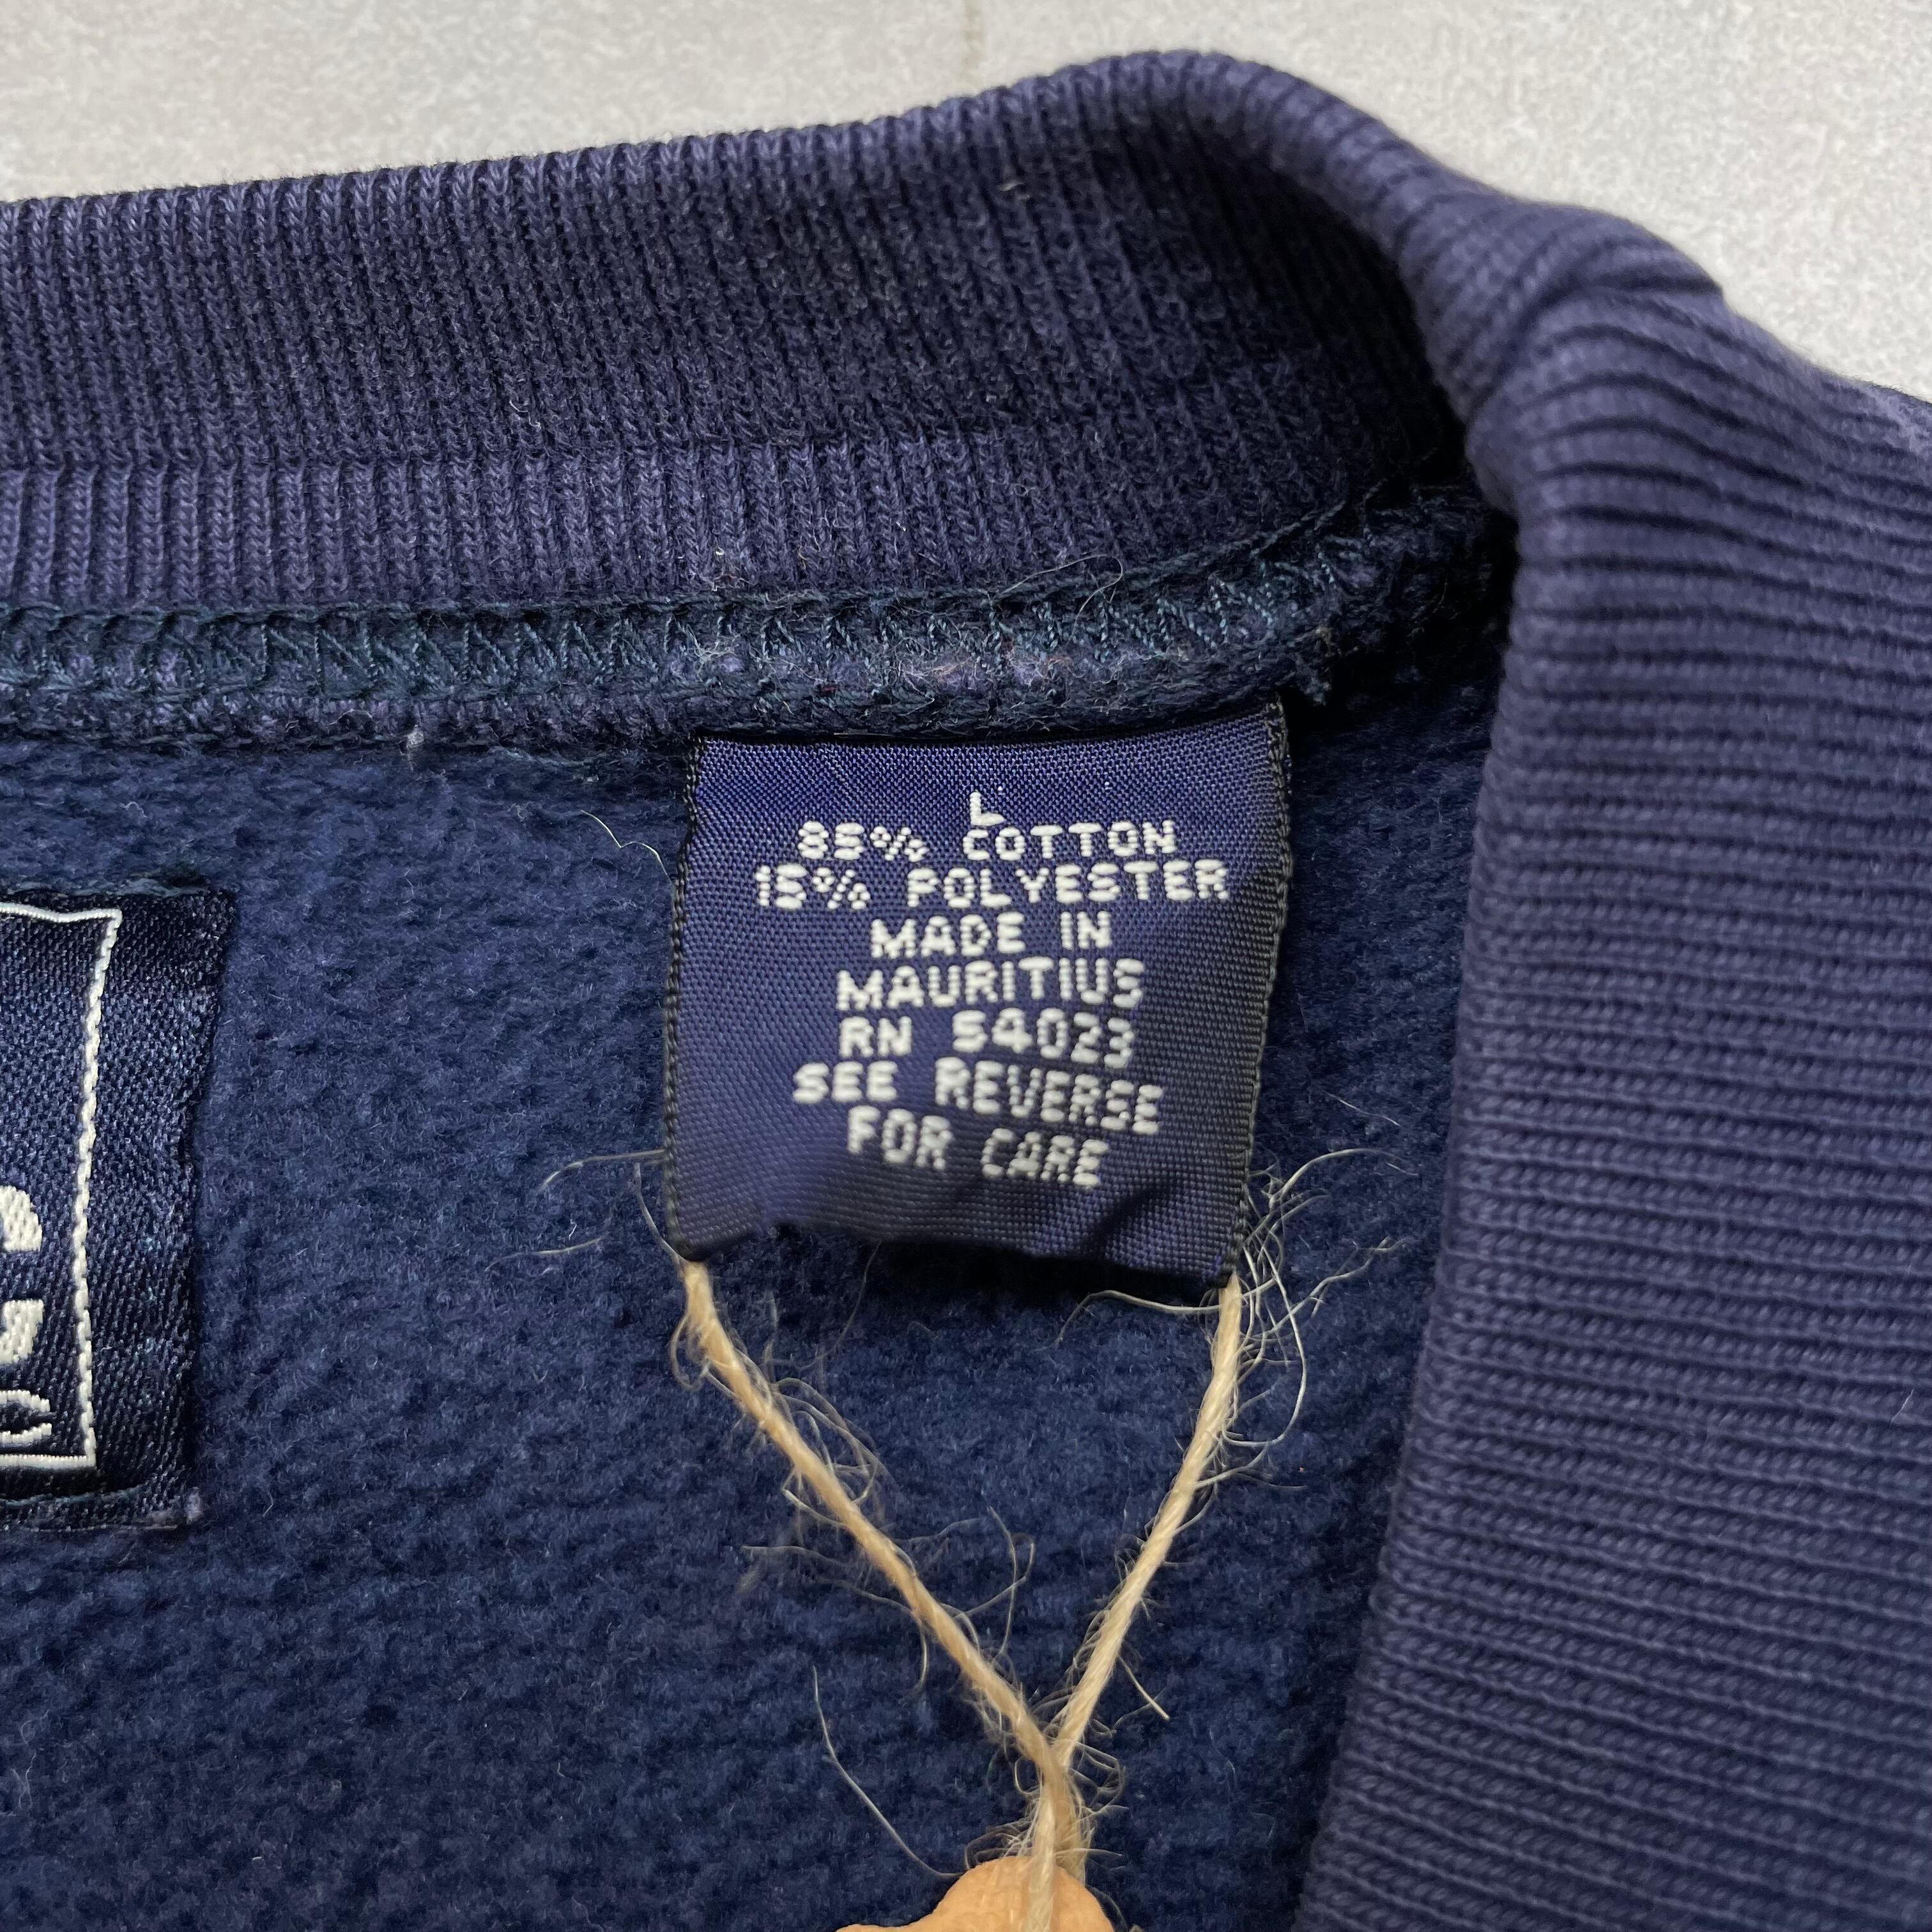 L
85% COTTON
15% POLYESTER
MADE IN
MAURITIUS
RN 54023
SEE REVERSE
FOR CARE
C